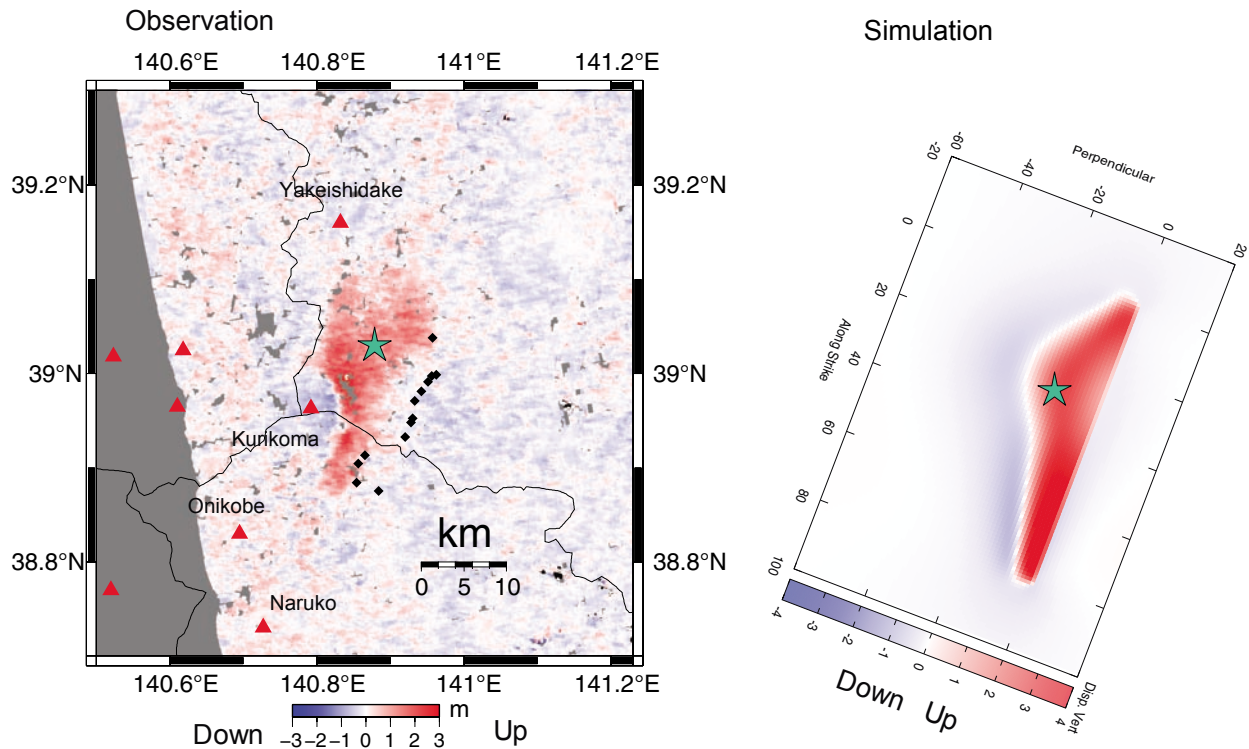 Observation
140.6°E 140.8°E 141°E 141.2°E
39.2°N 39.2°N
Yakeishidake
39°N 39°N
Kurikoma
Onikobe
km
38.8°N 38.8°N
0 5 10
Naruko
140.6°E 140.8°E 141°E 141.2°E
Down −3 −2 −1 0 1 2 3 m Up
Simulation
Perpendicular
-60 -40 -20 0 20
Along Strike
-20 0 20 40 60 80 100
-4 -3 -2 -1 0 1 2 3 4
Disp. Vert
Down Up